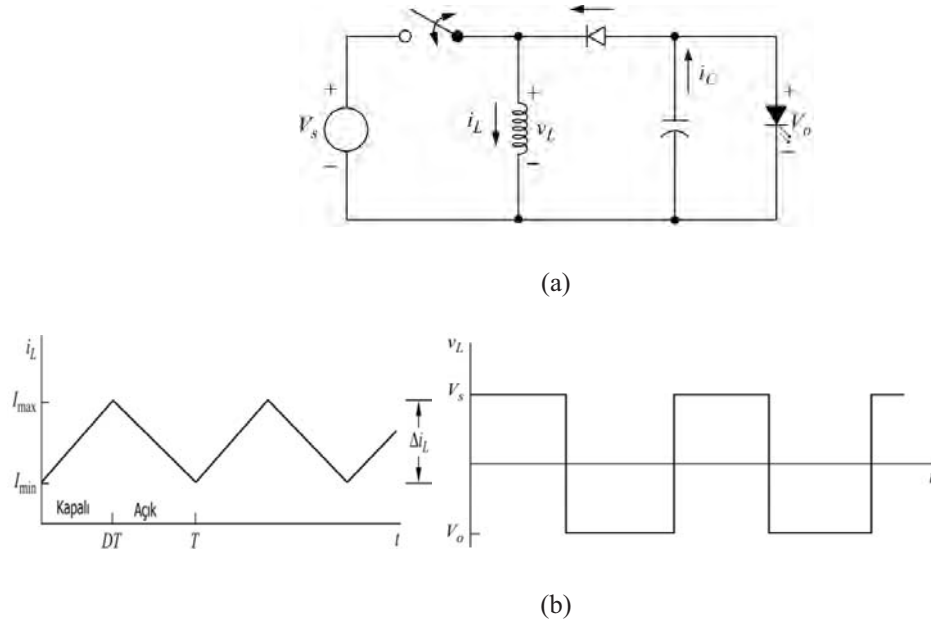 +
V_s
−
i_L
+
v_L
−
i_C
+
V_o
−
(a)
i_L
I_max
I_min
Kapalı
Açık
DT
T
t
Δi_L
v_L
V_s
V_o
t
(b)